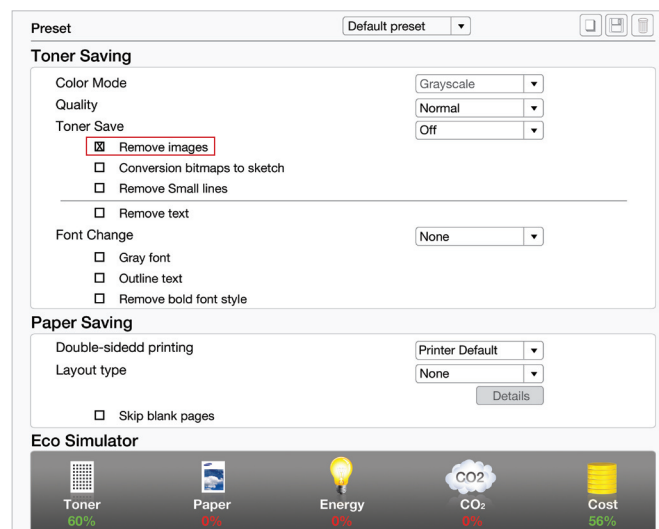 Preset Default preset
Toner Saving
Color Mode Grayscale
Quality Normal
Toner Save Off
Remove images
Conversion bitmaps to sketch
Remove Small lines
Remove text
Font Change None
Gray font
Outline text
Remove bold font style
Paper Saving
Double-sidedd printing Printer Default
Layout type None
Details
Skip blank pages
Eco Simulator
CO2
Toner Paper Energy CO₂ Cost
60% 0% 0% 0% 56%